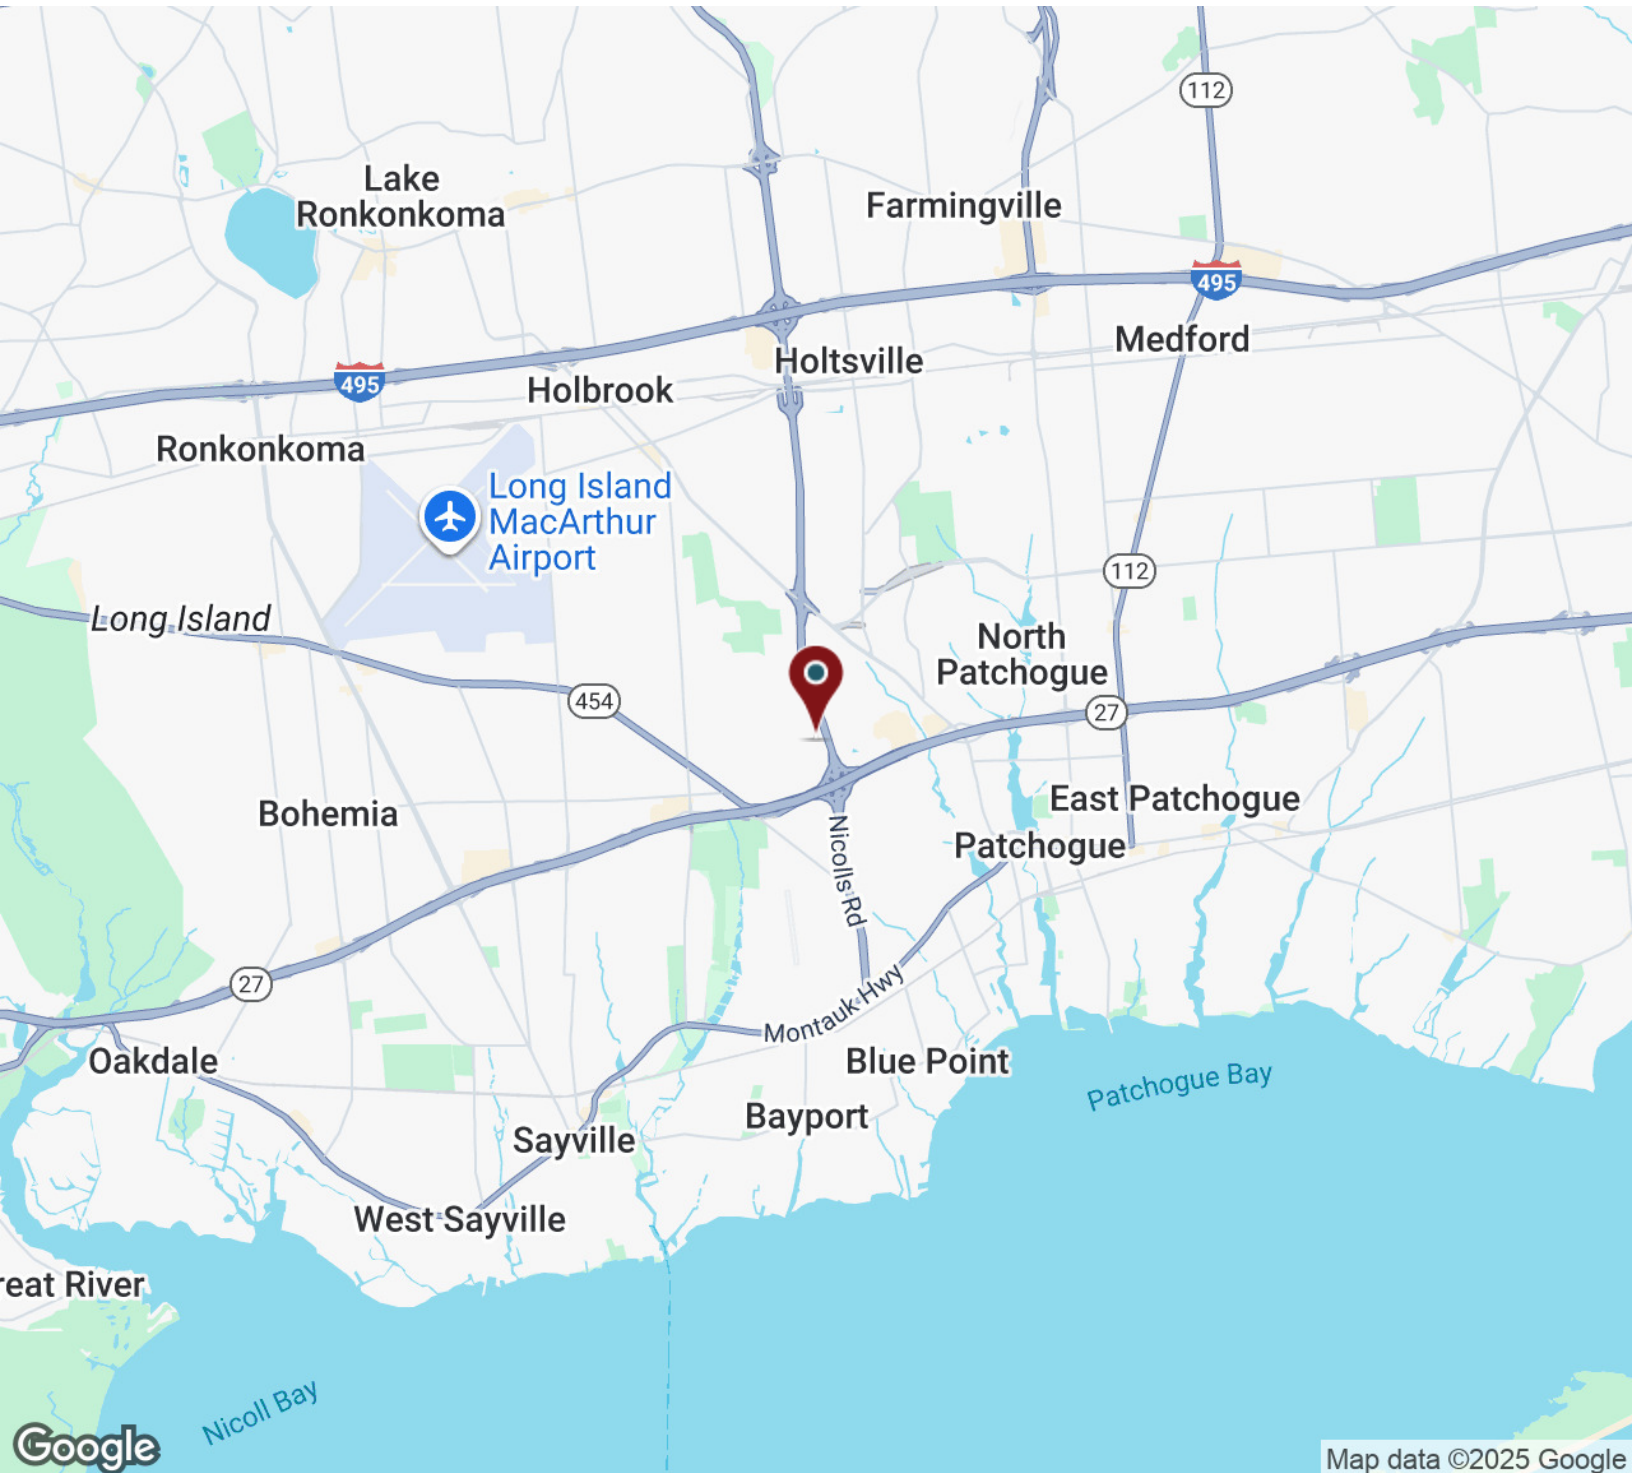 112
Lake
Ronkonkoma
Farmingville
495
Medford
Holtsville
495
Holbrook
Ronkonkoma
Long Island
MacArthur
Airport
112
Long Island
North
Patchogue
454
27
East Patchogue
Bohemia
Patchogue
Nicolls Rd
27
Montauk Hwy
Oakdale
Blue Point
Patchogue Bay
Bayport
Sayville
West Sayville
reat River
Nicoll Bay
Google
Map data ©2025 Google